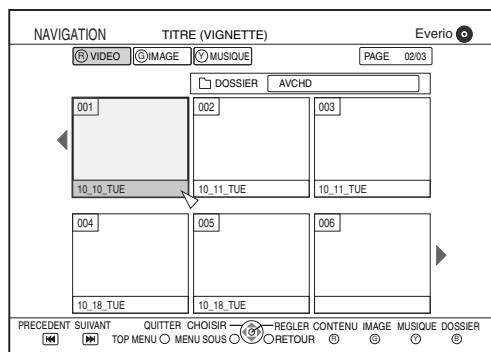 NAVIGATION TITRE (VIGNETTE) Everio
R VIDEO G IMAGE Y MUSIQUE PAGE 02/03
DOSSIER AVCHD
001 002 003
10_10_TUE 10_11_TUE 10_11_TUE
004 005 006
10_18_TUE 10_18_TUE
PRECEDENT SUIVANT QUITTER CHOISIR REGLER CONTENU IMAGE MUSIQUE DOSSIER
TOP MENU MENU SOUS RETOUR R G Y B